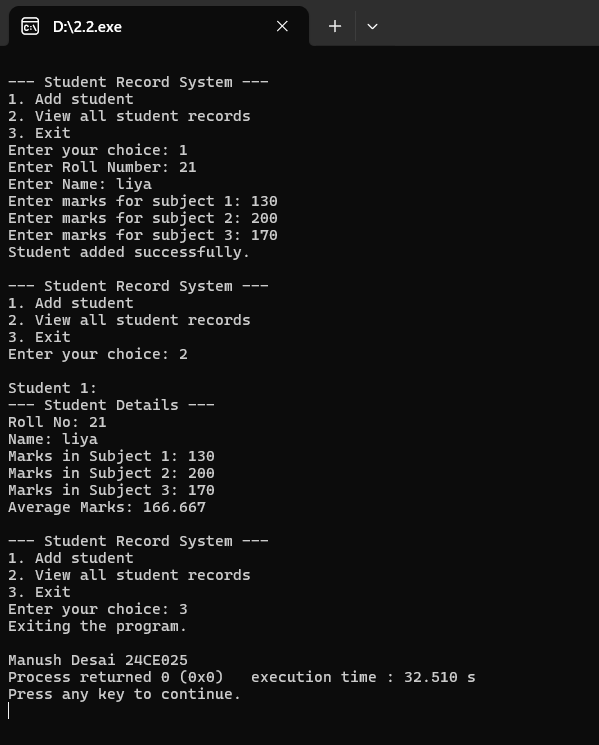 D:\2.2.exe
--- Student Record System ---
1. Add student
2. View all student records
3. Exit
Enter your choice: 1
Enter Roll Number: 21
Enter Name: liya
Enter marks for subject 1: 130
Enter marks for subject 2: 200
Enter marks for subject 3: 170
Student added successfully.
--- Student Record System ---
1. Add student
2. View all student records
3. Exit
Enter your choice: 2
Student 1:
--- Student Details ---
Roll No: 21
Name: liya
Marks in Subject 1: 130
Marks in Subject 2: 200
Marks in Subject 3: 170
Average Marks: 166.667
--- Student Record System ---
1. Add student
2. View all student records
3. Exit
Enter your choice: 3
Exiting the program.
Manush Desai 24CE025
Process returned 0 (0x0)   execution time : 32.510 s
Press any key to continue.